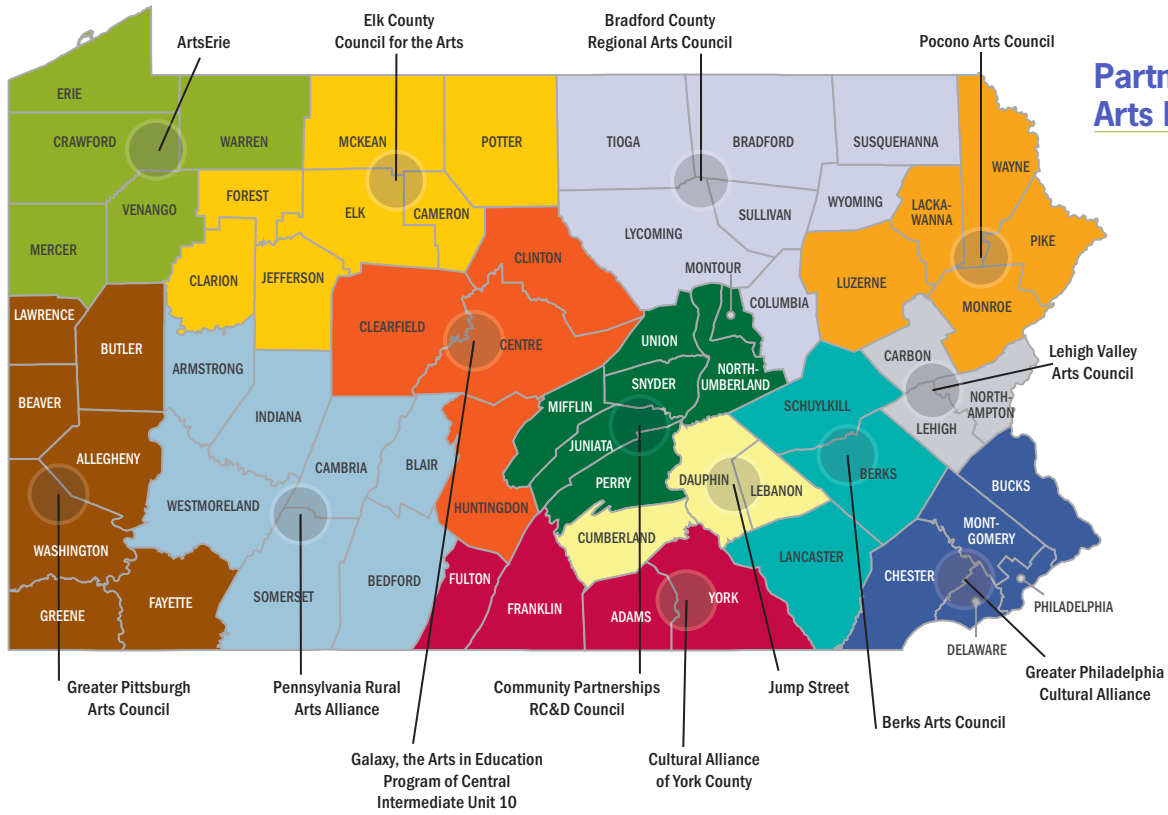 Elk County
Council for the Arts
Bradford County
Regional Arts Council
ArtsErie
Pocono Arts Council
Partn
Arts
ERIE
CRAWFORD
WARREN
MCKEAN
POTTER
TIOGA
BRADFORD
SUSQUEHANNA
WAYNE
VENANGO
FOREST
ELK
CAMERON
SULLIVAN
WYOMING
LACKA-
WANNA
PIKE
MERCER
CLARION
JEFFERSON
CLINTON
LYCOMING
MONTOUR
COLUMBIA
LUZERNE
MONROE
LAWRENCE
BUTLER
CLEARFIELD
CENTRE
UNION
CARBON
Lehigh Valley
Arts Council
ARMSTRONG
SNYDER
NORTH-
UMBERLAND
BEAVER
INDIANA
MIFFLIN
SCHUYLKILL
NORTH-
AMPTON
LEHIGH
ALLEGHENY
CAMBRIA
BLAIR
JUNIATA
PERRY
DAUPHIN
LEBANON
BERKS
BUCKS
WESTMORELAND
HUNTINGDON
CUMBERLAND
MONT-
GOMERY
WASHINGTON
BEDFORD
FULTON
LANCASTER
CHESTER
GREENE
FAYETTE
SOMERSET
FRANKLIN
ADAMS
YORK
PHILADELPHIA
DELAWARE
Greater Pittsburgh
Arts Council
Pennsylvania Rural
Arts Alliance
Community Partnerships
RC&D Council
Jump Street
Greater Philadelphia
Cultural Alliance
Berks Arts Council
Galaxy, the Arts in Education
Program of Central
Intermediate Unit 10
Cultural Alliance
of York County